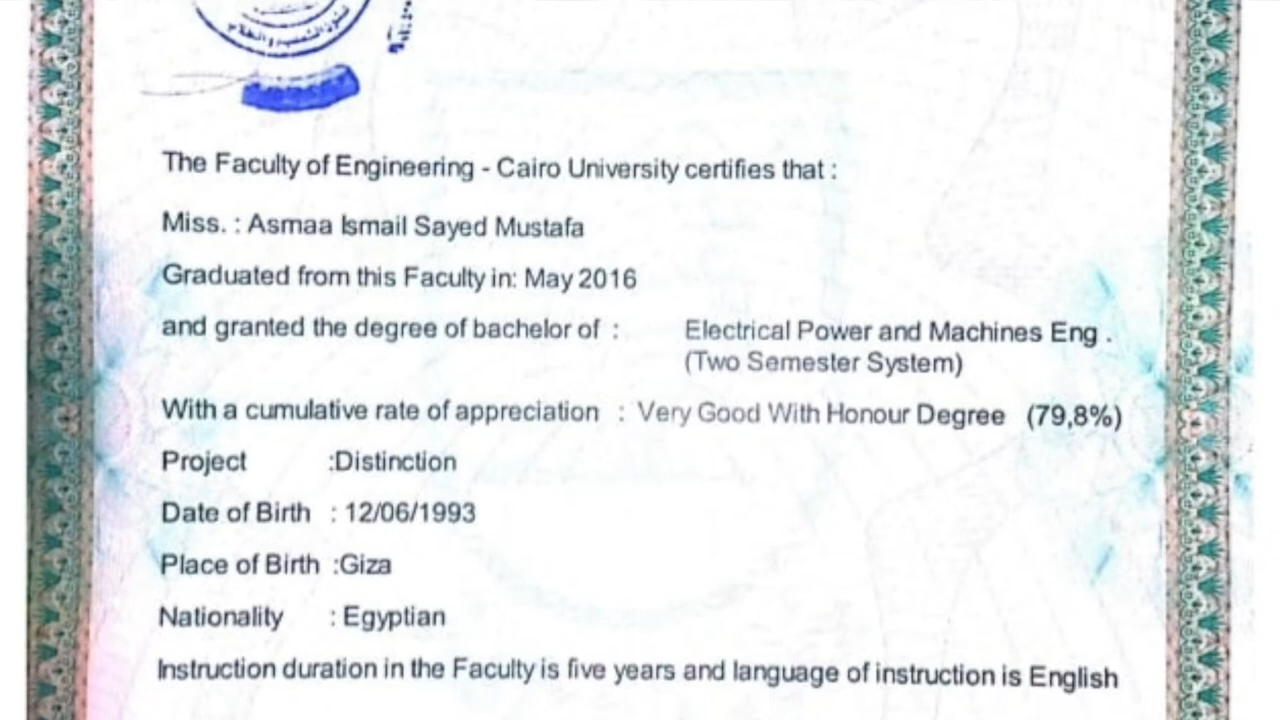 The Faculty of Engineering - Cairo University certifies that :
Miss. : Asmaa Ismail Sayed Mustafa
Graduated from this Faculty in: May 2016
and granted the degree of bachelor of : Electrical Power and Machines Eng .
(Two Semester System)
With a cumulative rate of appreciation : Very Good With Honour Degree (79,8%)
Project :Distinction
Date of Birth : 12/06/1993
Place of Birth :Giza
Nationality : Egyptian
Instruction duration in the Faculty is five years and language of instruction is English